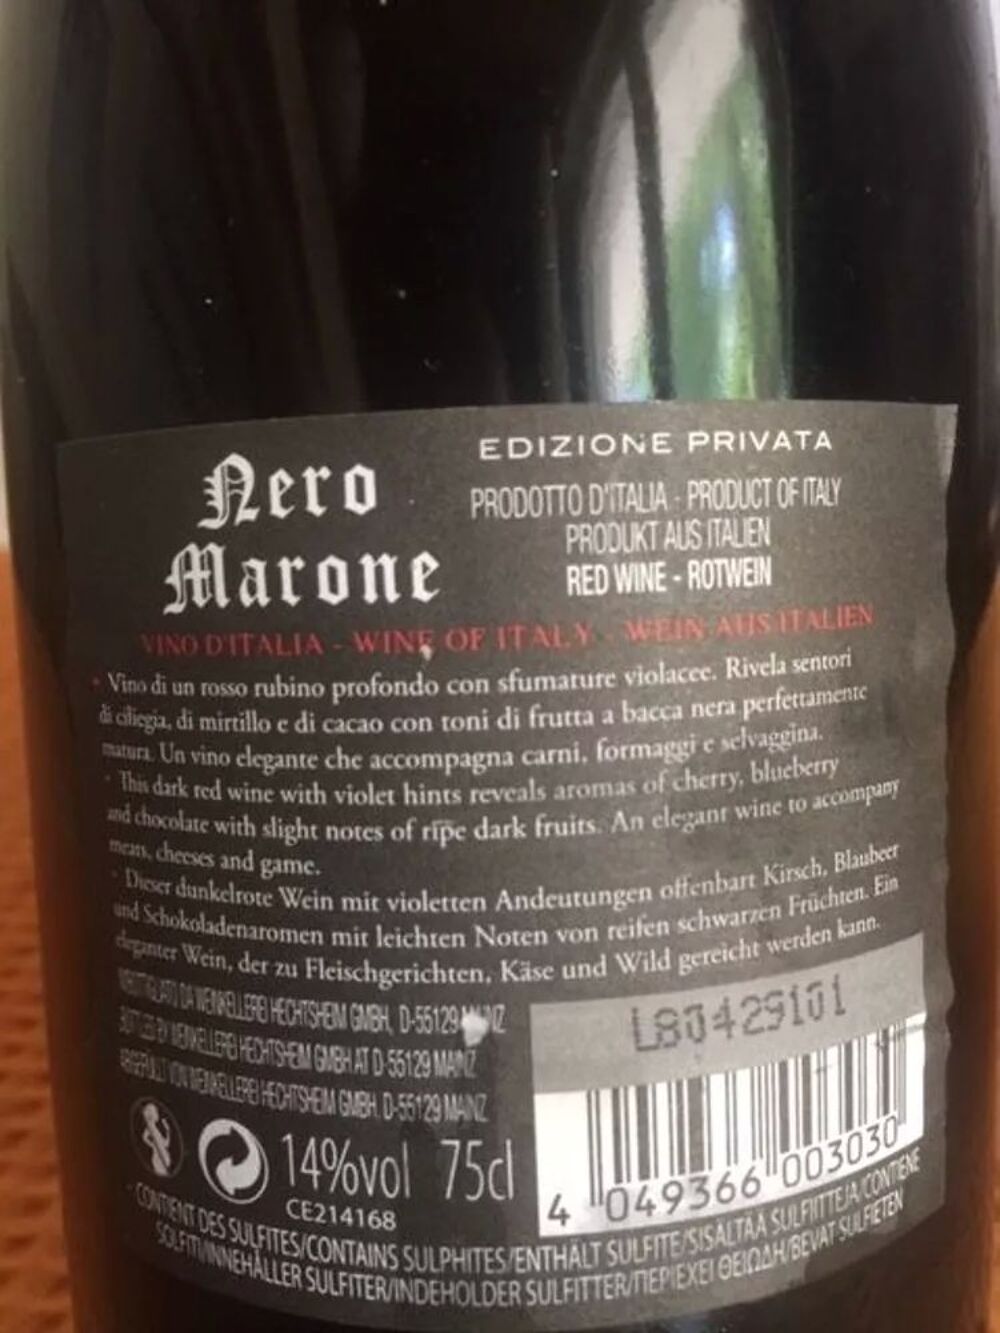 Nero
Marone
EDIZIONE PRIVATA
PRODOTTO D'ITALIA - PRODUCT OF ITALY
PRODUKT AUS ITALIEN
RED WINE - ROTWEIN
VINO D'ITALIA - WINE OF ITALY - WEIN AUS ITALIEN
· Vino di un rosso rubino profondo con sfumature violacee. Rivela sentori
di ciliegia, di mirtillo e di cacao con toni di frutta a bacca nera perfettamente
matura. Un vino elegante che accompagna carni, formaggi e selvaggina.
· This dark red wine with violet hints reveals aromas of cherry, blueberry
and chocolate with slight notes of ripe dark fruits. An elegant wine to accompany
meats, cheeses and game.
· Dieser dunkelrote Wein mit violetten Andeutungen offenbart Kirsch, Blaubeer
und Schokoladenaromen mit leichten Noten von reifen schwarzen Früchten. Ein
eleganter Wein, der zu Fleischgerichten, Käse und Wild gereicht werden kann.
IMBOTTIGLIATO DA WEINKELLEREI HECHTSHEIM GMBH, D-55129 MAINZ
BOTTLED BY WEINKELLEREI HECHTSHEIM GMBH AT D-55129 MAINZ
ABGEFÜLLT VON WEINKELLEREI HECHTSHEIM GMBH. D-55129 MAINZ
L80429101
14%vol 75cl
CE214168
4 049366 003030
CONTIENT DES SULFITES/CONTAINS SULPHITES/ENTHÄLT SULFITE/SISÄLTÄÄ SULFIITTEJA/CONTIENE
SOLFITI/INNEHÅLLER SULFITER/INDEHOLDER SULFITTER/ΠΕΡΙΕΧΕΙ ΘΕΙΩΔΗ/BEVAT SULFIETEN